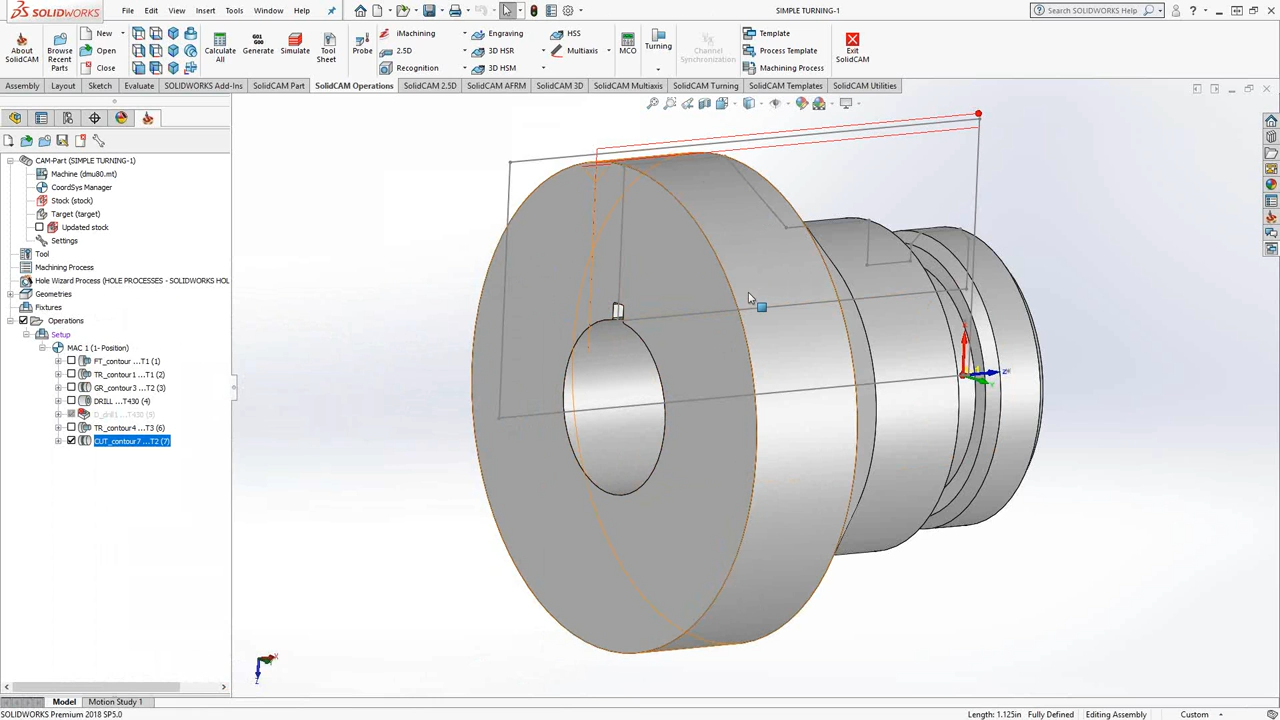 SOLIDWORKS
File Edit View Insert Tools Window Help
SIMPLE TURNING-1
Search SOLIDWORKS Help
About SolidCAM
Browse Recent Parts
New
Open
Close
Calculate All
Generate
Simulate
Tool Sheet
Probe
iMachining
2.5D
Recognition
Engraving
3D HSR
3D HSM
HSS
Multiaxis
MCO
Turning
Channel Synchronization
Template
Process Template
Machining Process
Exit SolidCAM
G01 G00
Assembly Layout Sketch Evaluate SOLIDWORKS Add-Ins SolidCAM Part SolidCAM Operations SolidCAM 2.5D SolidCAM AFRM SolidCAM 3D SolidCAM Multiaxis SolidCAM Turning SolidCAM Templates SolidCAM Utilities
CAM-Part (SIMPLE TURNING-1)
Machine (dmu80.mt)
CoordSys Manager
Stock (stock)
Target (target)
Updated stock
Settings
Tool
Machining Process
Hole Wizard Process (HOLE PROCESSES - SOLIDWORKS HOL
Geometries
Fixtures
Operations
Setup
MAC 1 (1- Position)
FT_contour ...T1 (1)
TR_contour1 ...T1 (2)
GR_contour3 ...T2 (3)
DRILL ...T430 (4)
D_drill ...T430 (5)
TR_contour4 ...T3 (6)
CUT_contour7 ...T2 (7)
Model Motion Study 1
SOLIDWORKS Premium 2018 SP5.0
Length: 1.125in Fully Defined Editing Assembly Custom